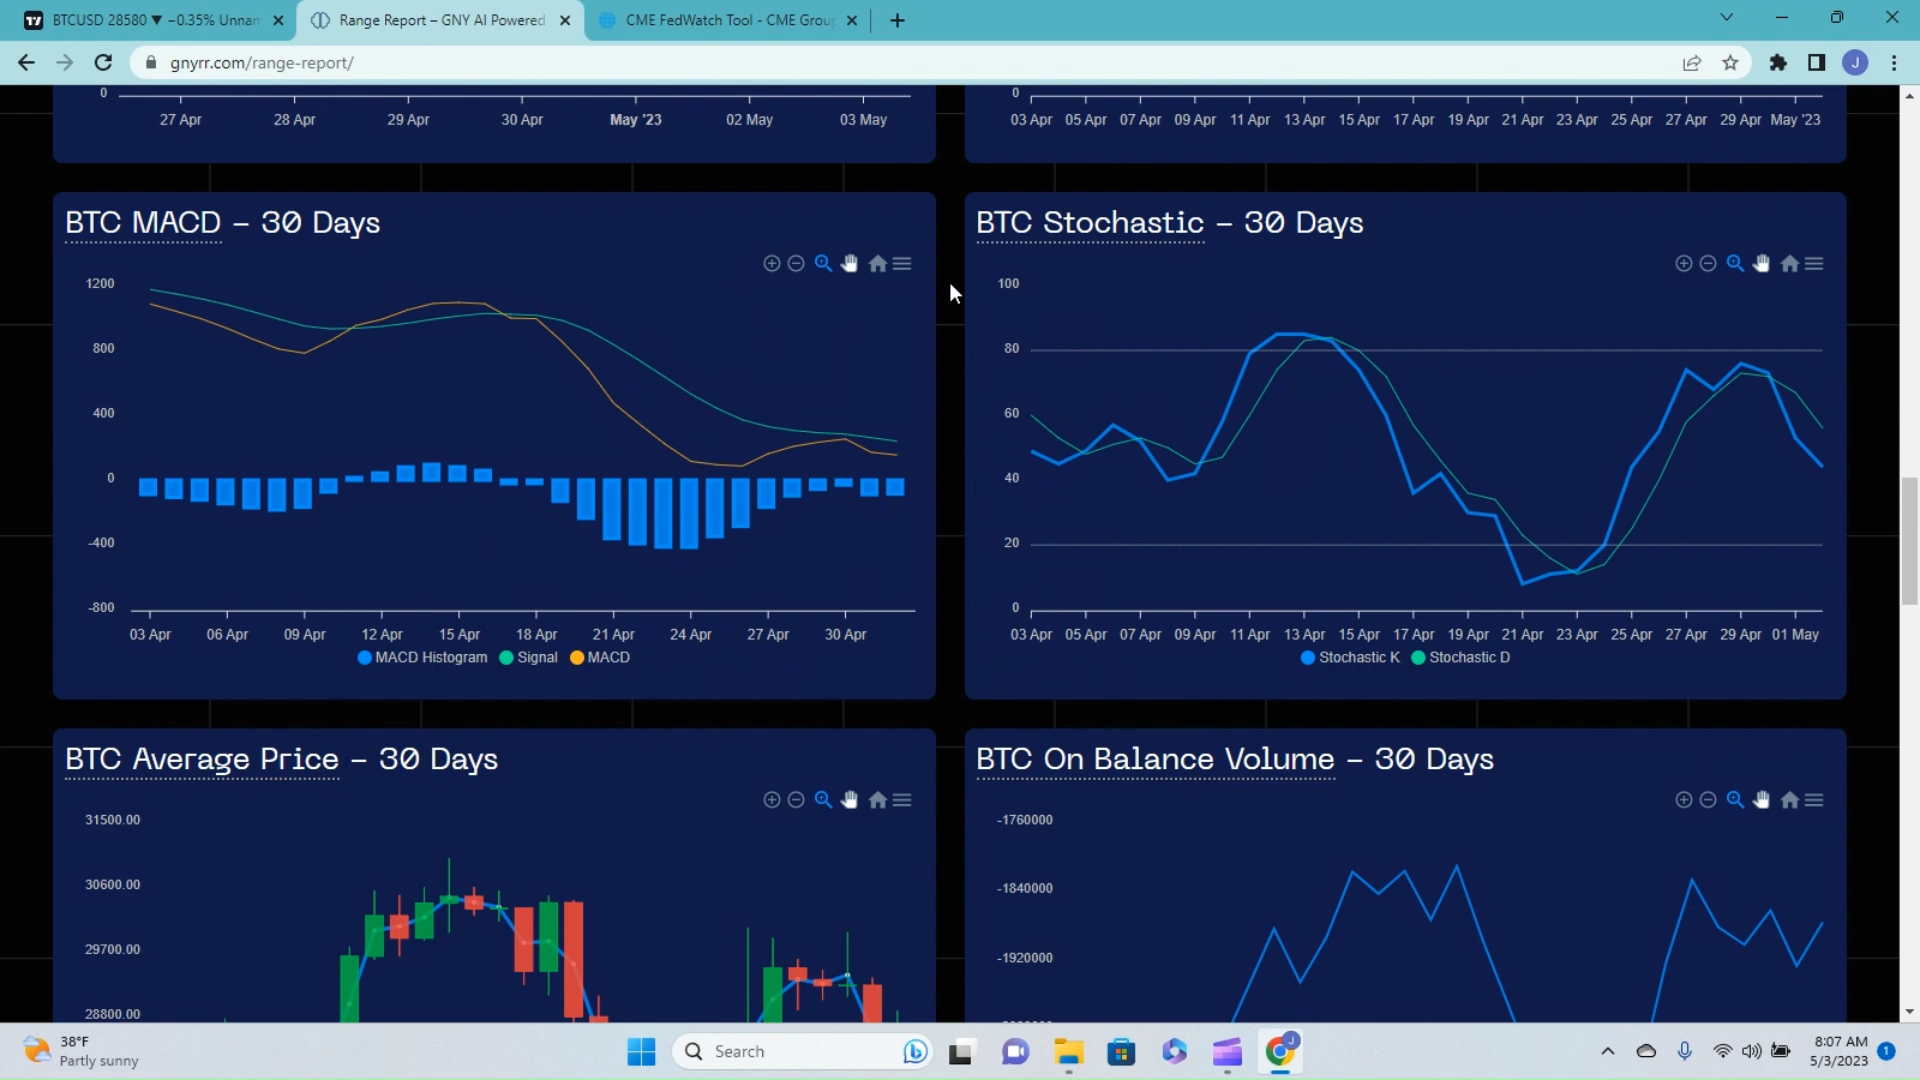 BTCUSD 28580 ▼ −0.35% Unnam
Range Report – GNY AI Powered
CME FedWatch Tool - CME Group
gnyrr.com/range-report/
J
0
27 Apr 28 Apr 29 Apr 30 Apr May '23 02 May 03 May
0
03 Apr 05 Apr 07 Apr 09 Apr 11 Apr 13 Apr 15 Apr 17 Apr 19 Apr 21 Apr 23 Apr 25 Apr 27 Apr 29 Apr May '23
BTC MACD – 30 Days
1200
800
400
0
-400
-800
03 Apr 06 Apr 09 Apr 12 Apr 15 Apr 18 Apr 21 Apr 24 Apr 27 Apr 30 Apr
MACD Histogram Signal MACD
BTC Stochastic – 30 Days
100
80
60
40
20
0
03 Apr 05 Apr 07 Apr 09 Apr 11 Apr 13 Apr 15 Apr 17 Apr 19 Apr 21 Apr 23 Apr 25 Apr 27 Apr 29 Apr 01 May
Stochastic K Stochastic D
BTC Average Price – 30 Days
31500.00
30600.00
29700.00
28800.00
BTC On Balance Volume – 30 Days
-1760000
-1840000
-1920000
38°F
Partly sunny
Search
J
8:07 AM
5/3/2023
1